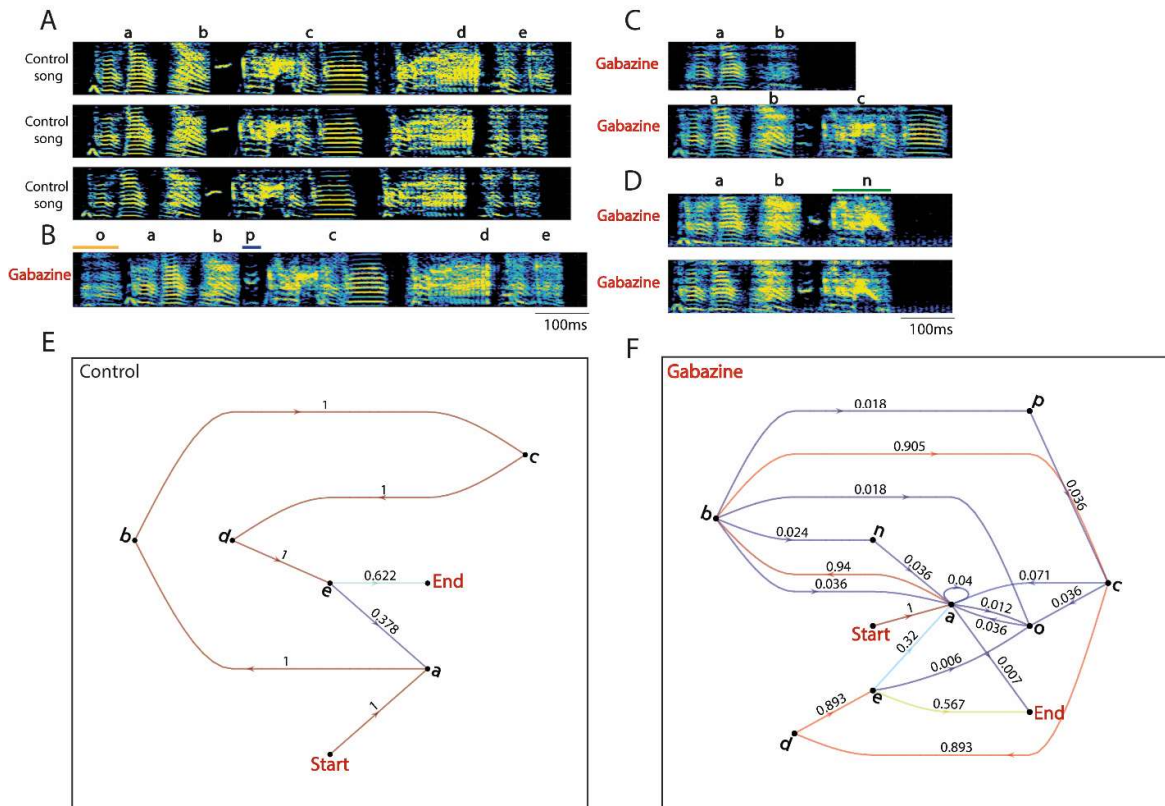 A
a b c d e
Control song
Control song
Control song
B
o a b p c d e
Gabazine
100ms
C
a b
Gabazine
a b c
Gabazine
D
a b n
Gabazine
Gabazine
100ms
E
Control
1
c
1
b
d
1
e
0.622
End
0.378
1
a
1
Start
F
Gabazine
p
0.018
0.905
0.036
b
0.018
n
0.024
0.94
0.036
0.036
0.04
0.071
c
a
0.012
0.036
0.036
o
1
Start
0.32
0.006
0.007
e
0.893
0.567
End
d
0.893